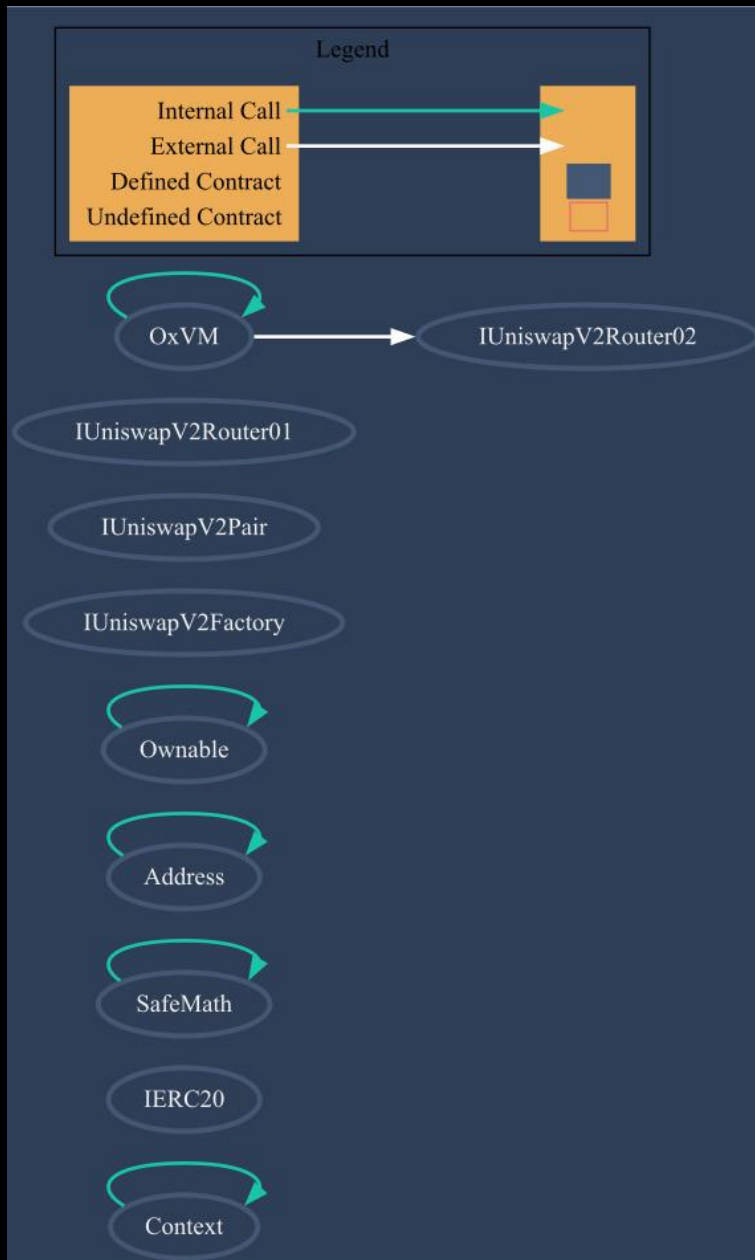 Legend
Internal Call
External Call
Defined Contract
Undefined Contract
OxVM
IUniswapV2Router02
IUniswapV2Router01
IUniswapV2Pair
IUniswapV2Factory
Ownable
Address
SafeMath
IERC20
Context